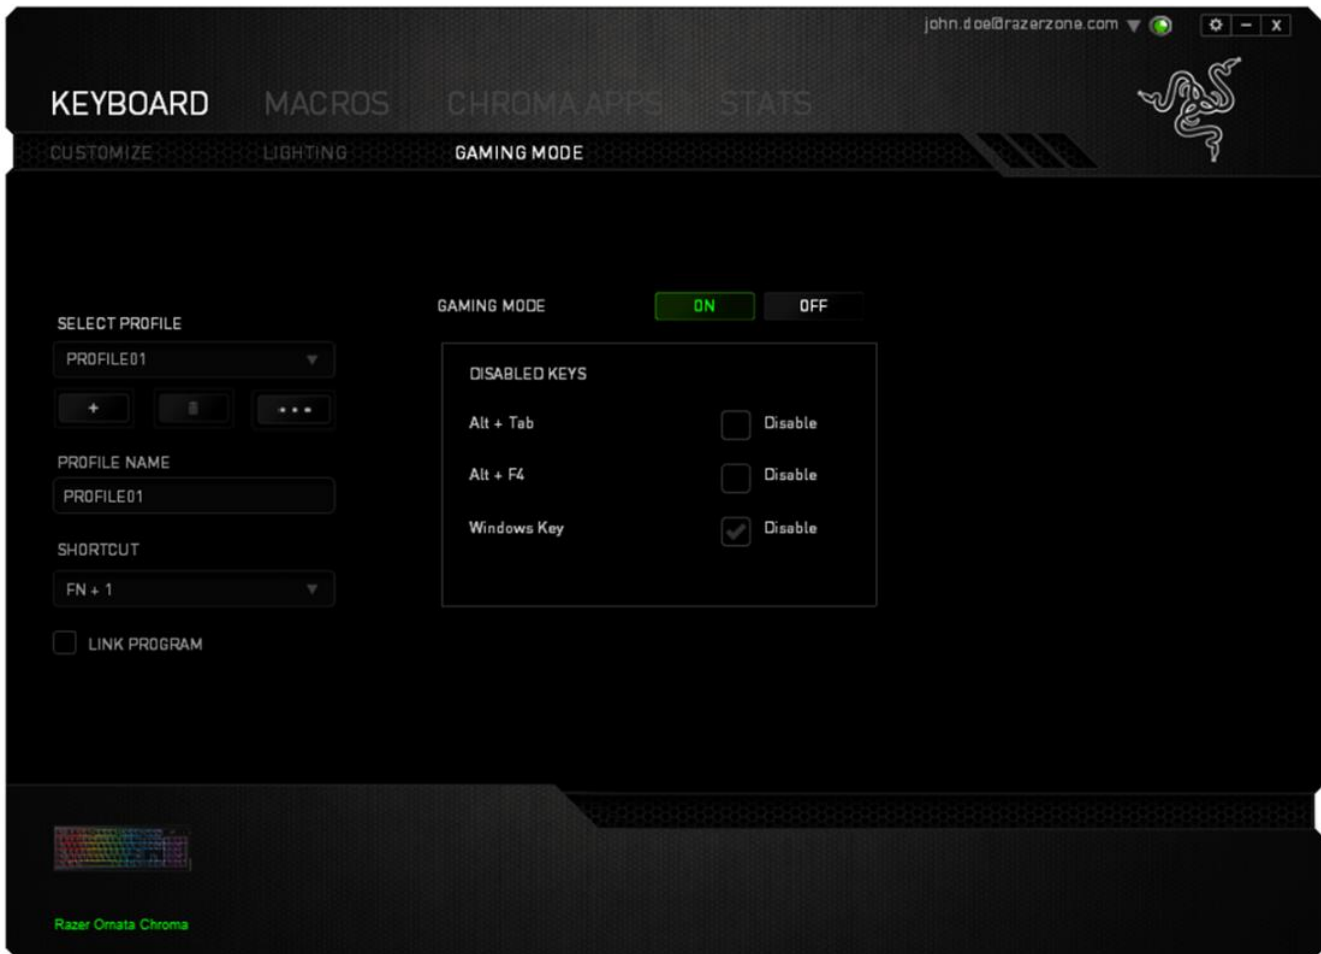 john.doe@razerzone.com
KEYBOARD MACROS CHROMA APPS STATS
CUSTOMIZE LIGHTING GAMING MODE
GAMING MODE ON OFF
SELECT PROFILE
PROFILE01
DISABLED KEYS
Alt + Tab Disable
PROFILE NAME
Alt + F4 Disable
PROFILE01
Windows Key Disable
SHORTCUT
FN + 1
LINK PROGRAM
Razer Ornata Chroma